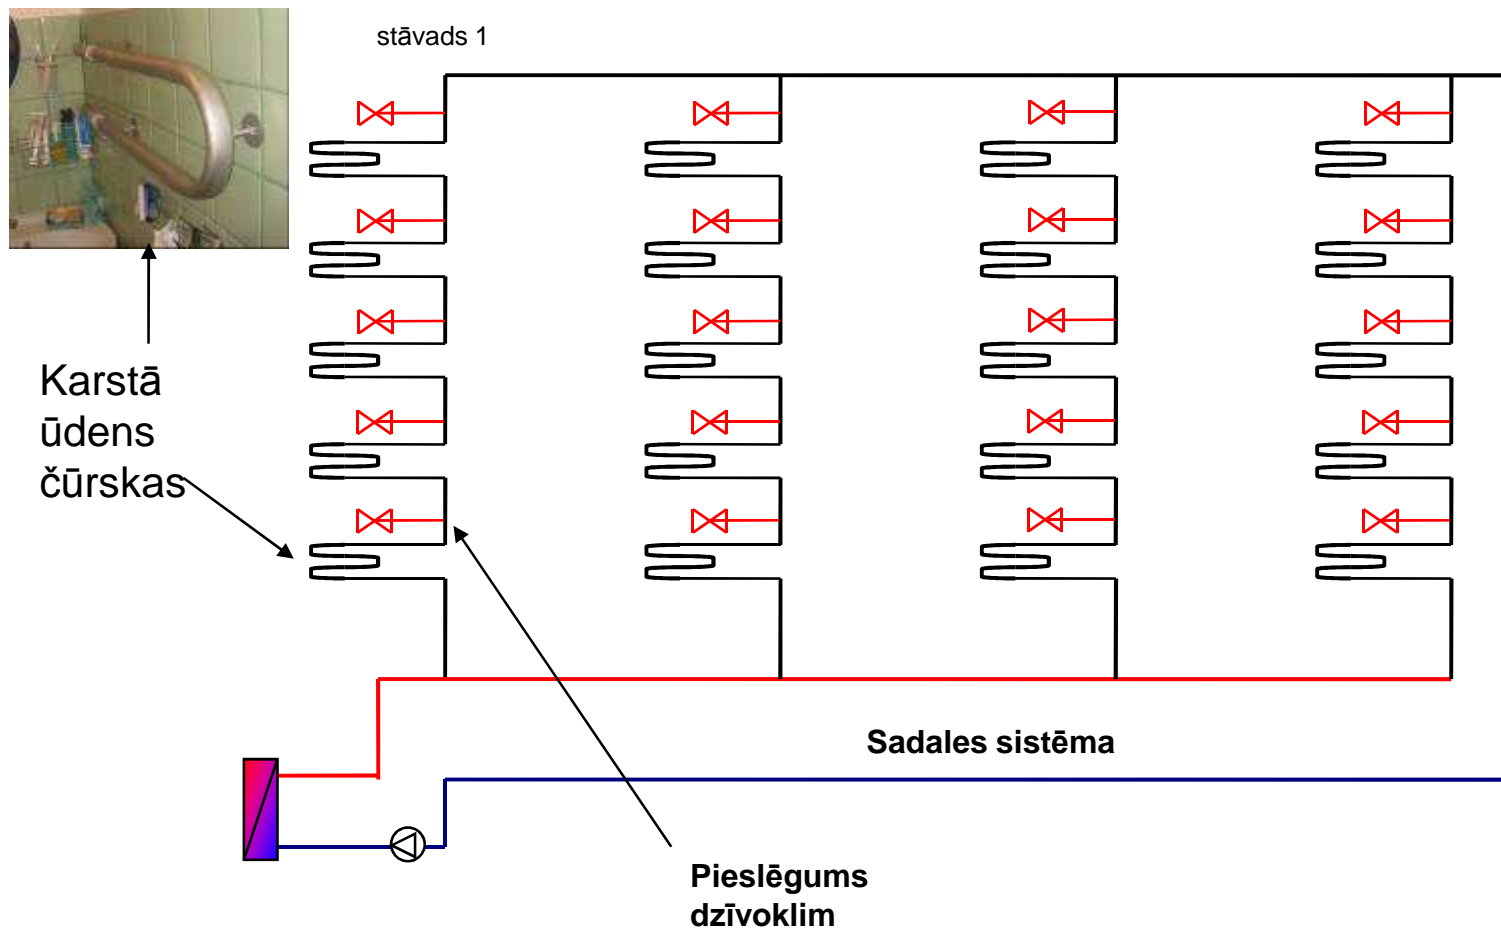 stāvads 1
Karstā
ūdens
čūrskas
Sadales sistēma
Pieslēgums
dzīvoklim